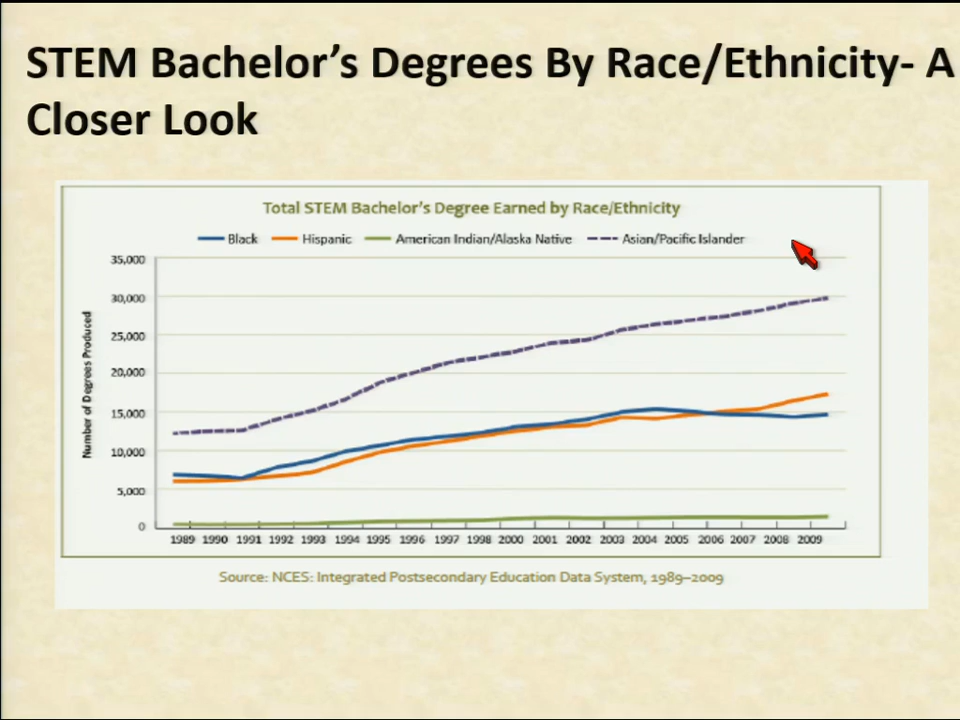 STEM Bachelor's Degrees By Race/Ethnicity- A
Closer Look
Total STEM Bachelor's Degree Earned by Race/Ethnicity
Black Hispanic American Indian/Alaska Native Asian/Pacific Islander
Number of Degrees Produced
35,000
30,000
25,000
20,000
15,000
10,000
5,000
0
1989 1990 1991 1992 1993 1994 1995 1996 1997 1998 2000 2001 2002 2003 2004 2005 2006 2007 2008 2009
Source: NCES: Integrated Postsecondary Education Data System, 1989–2009